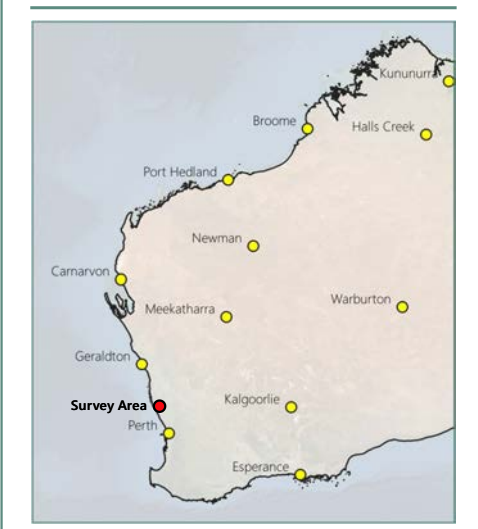 Kununurra
Broome
Halls Creek
Port Hedland
Newman
Carnarvon
Meekatharra
Warburton
Geraldton
Survey Area
Kalgoorlie
Perth
Esperance